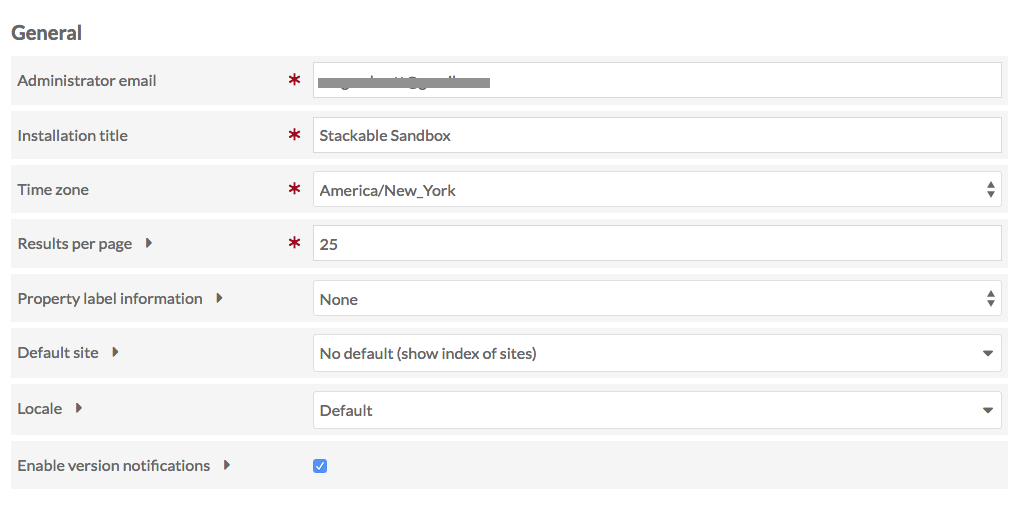 General
Administrator email *
Installation title * Stackable Sandbox
Time zone * America/New_York
Results per page * 25
Property label information None
Default site No default (show index of sites)
Locale Default
Enable version notifications